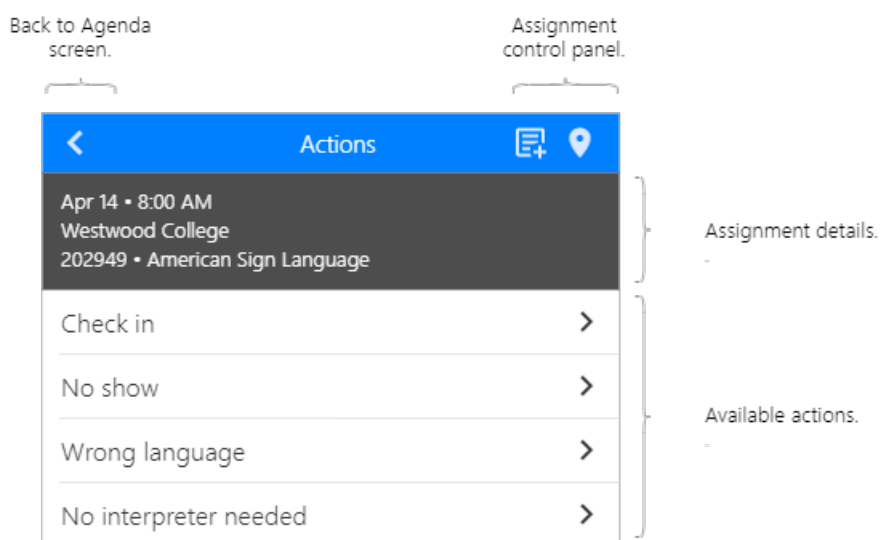 Back to Agenda
screen.
Assignment
control panel.
Actions
Apr 14 • 8:00 AM
Westwood College
202949 • American Sign Language
Assignment details.
Check in
No show
Available actions.
Wrong language
No interpreter needed